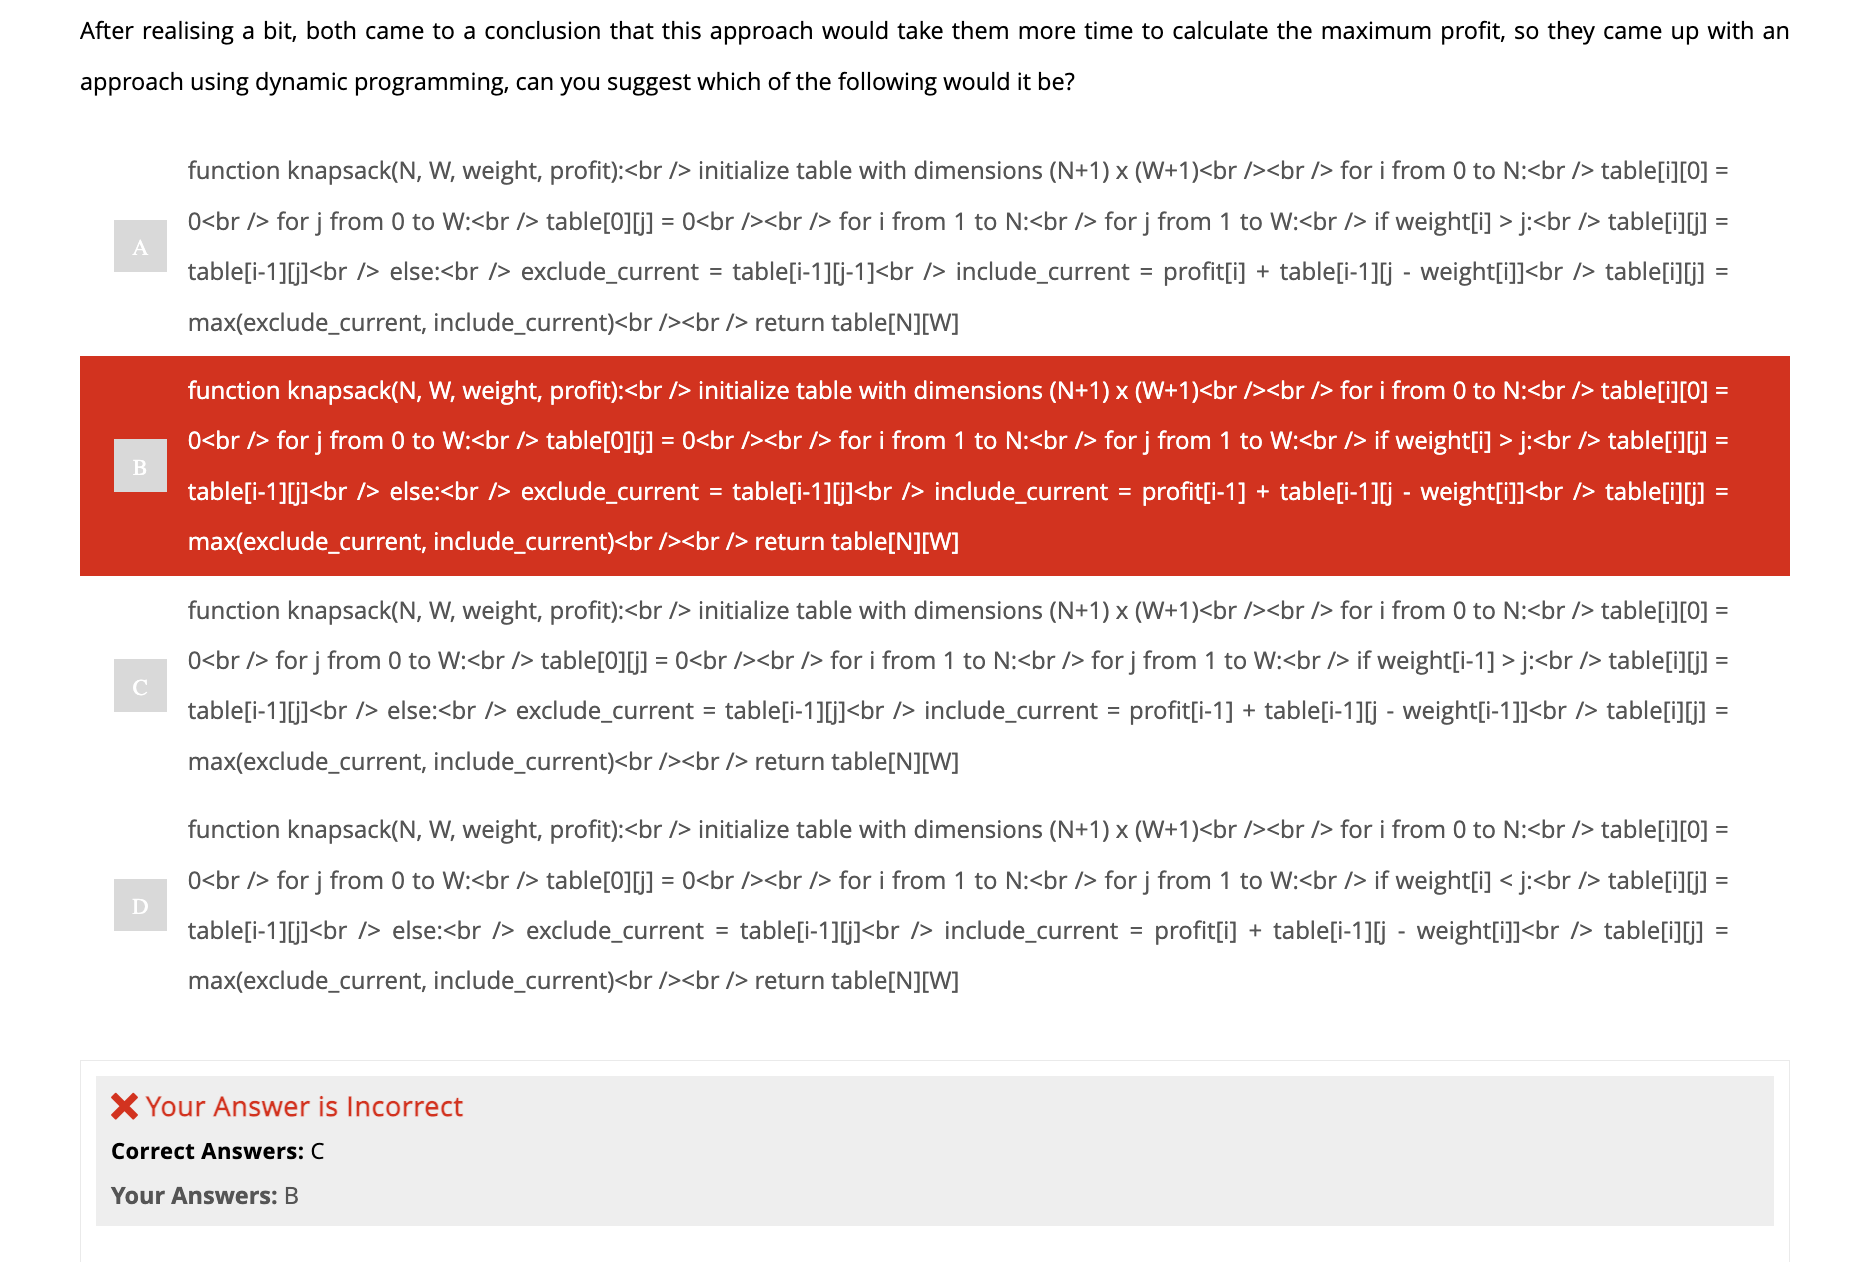 After realising a bit, both came to a conclusion that this approach would take them more time to calculate the maximum profit, so they came up with an
approach using dynamic programming, can you suggest which of the following would it be?
function knapsack(N, W, weight, profit):<br /> initialize table with dimensions (N+1) x (W+1)<br /><br /> for i from 0 to N:<br /> table[i][0] =
0<br /> for j from 0 to W:<br /> table[0][j] = 0<br /><br /> for i from 1 to N:<br /> for j from 1 to W:<br /> if weight[i] > j:<br /> table[i][j] =
A
table[i-1][j]<br /> else:<br /> exclude_current = table[i-1][j-1]<br /> include_current = profit[i] + table[i-1][j - weight[i]]<br /> table[i][j] =
max(exclude_current, include_current)<br /><br /> return table[N][W]
function knapsack(N, W, weight, profit):<br /> initialize table with dimensions (N+1) x (W+1)<br /><br /> for i from 0 to N:<br /> table[i][0] =
0<br /> for j from 0 to W:<br /> table[0][j] = 0<br /><br /> for i from 1 to N:<br /> for j from 1 to W:<br /> if weight[i] > j:<br /> table[i][j] =
B
table[i-1][j]<br /> else:<br /> exclude_current = table[i-1][j]<br /> include_current = profit[i-1] + table[i-1][j - weight[i]]<br /> table[i][j] =
max(exclude_current, include_current)<br /><br /> return table[N][W]
function knapsack(N, W, weight, profit):<br /> initialize table with dimensions (N+1) x (W+1)<br /><br /> for i from 0 to N:<br /> table[i][0] =
0<br /> for j from 0 to W:<br /> table[0][j] = 0<br /><br /> for i from 1 to N:<br /> for j from 1 to W:<br /> if weight[i-1] > j:<br /> table[i][j] =
C
table[i-1][j]<br /> else:<br /> exclude_current = table[i-1][j]<br /> include_current = profit[i-1] + table[i-1][j - weight[i-1]]<br /> table[i][j] =
max(exclude_current, include_current)<br /><br /> return table[N][W]
function knapsack(N, W, weight, profit):<br /> initialize table with dimensions (N+1) x (W+1)<br /><br /> for i from 0 to N:<br /> table[i][0] =
0<br /> for j from 0 to W:<br /> table[0][j] = 0<br /><br /> for i from 1 to N:<br /> for j from 1 to W:<br /> if weight[i] < j:<br /> table[i][j] =
D
table[i-1][j]<br /> else:<br /> exclude_current = table[i-1][j]<br /> include_current = profit[i] + table[i-1][j - weight[i]]<br /> table[i][j] =
max(exclude_current, include_current)<br /><br /> return table[N][W]
Your Answer is Incorrect
Correct Answers: C
Your Answers: B